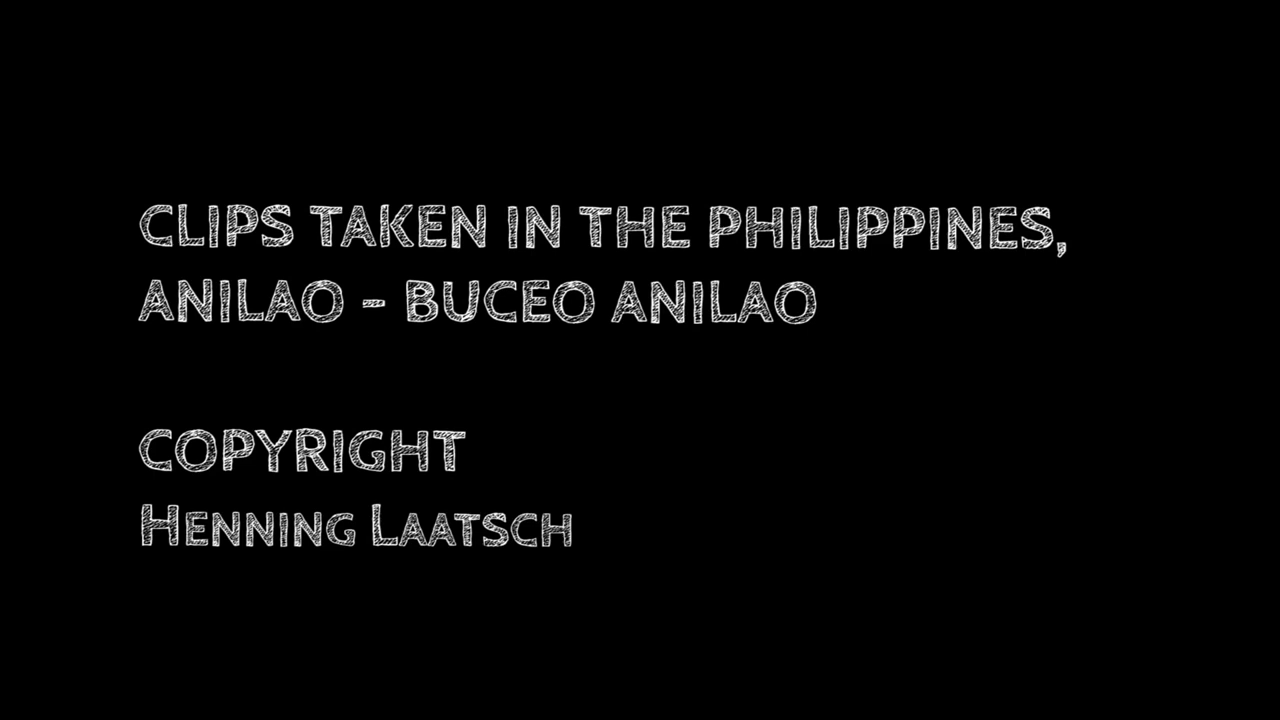 CLIPS TAKEN IN THE PHILIPPINES,
ANILAO - BUCEO ANILAO
COPYRIGHT
HENNING LAATSCH